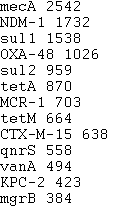 mecA 2542
NDM-1 1732
sul1 1538
OXA-48 1026
sul2 959
tetA 870
MCR-1 703
tetM 664
CTX-M-15 638
qnrS 558
vanA 494
KPC-2 423
mgrB 384